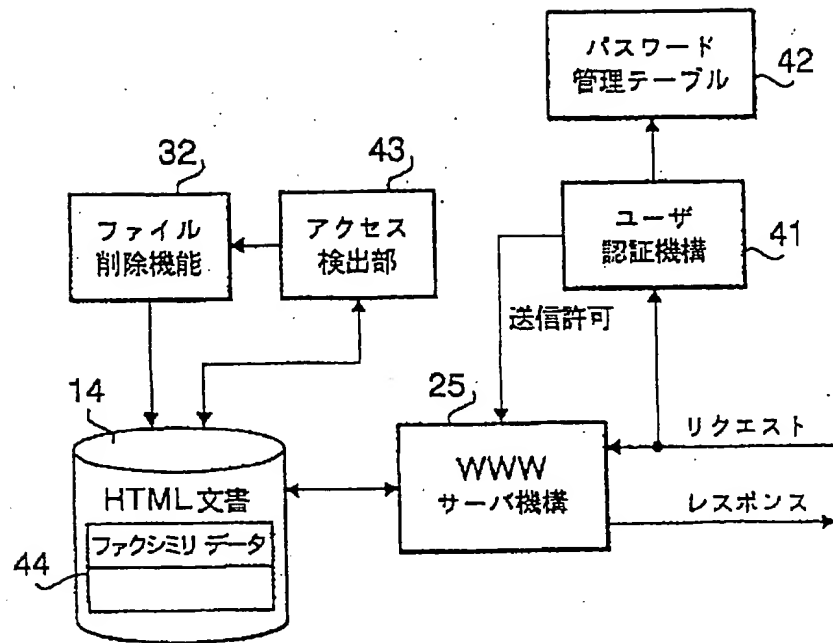 パスワード
管理テーブル
42
32
43
ファイル
削除機能
アクセス
検出部
ユーザ
認証機構
41
送信許可
14
25
リクエスト
WWW
サーバ機構
レスポンス
HTML文書
ファクシミリ データ
44